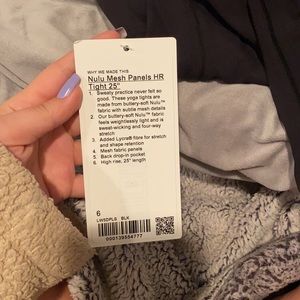 WHY WE MADE THIS
Nulu Mesh Panels HR
Tight 25"
1. Sweaty practice never felt so
good. These yoga tights are
made from buttery-soft Nulu™
fabric with subtle mesh details
2. Our buttery-soft Nulu™ fabric
feels weightlessly light and is
sweat-wicking and four-way
stretch
3. Added Lycra® fibre for stretch
and shape retention
4. Mesh fabric panels
5. Back drop-in pocket
6. High rise, 25" length
6
LW5DPLS BLK
000139554777